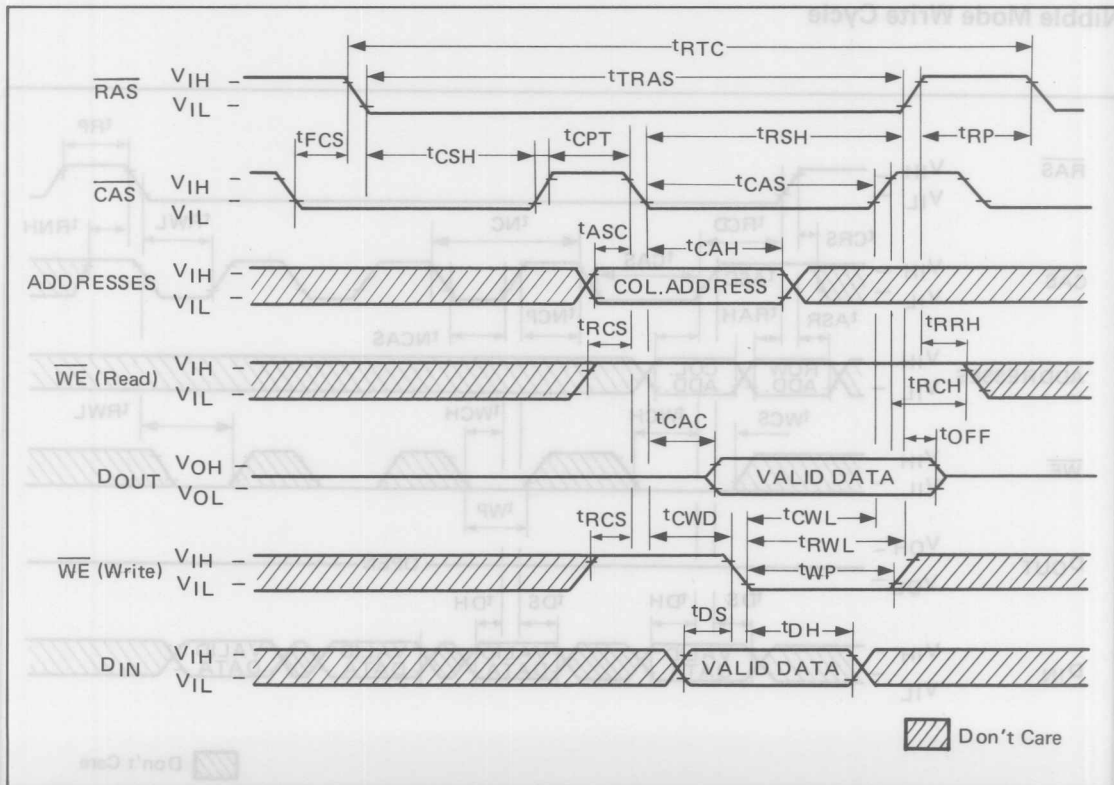 Nibble Mode Write Cycle
tRTC
RAS VIH VIL
tTRAS
tFCS tCSH tCPT tRSH tRP
CAS VIH VIL
tCAS
tASC tCAH
ADDRESSES VIH VIL COL. ADDRESS
tRCS tRRH
WE (Read) VIH VIL
tRCH
tCAC tOFF
DOUT VOH VOL VALID DATA
tRCS tCWD tCWL
tRWL
WE (Write) VIH VIL tWP
tDS tDH
DIN VIH VIL VALID DATA
Don't Care